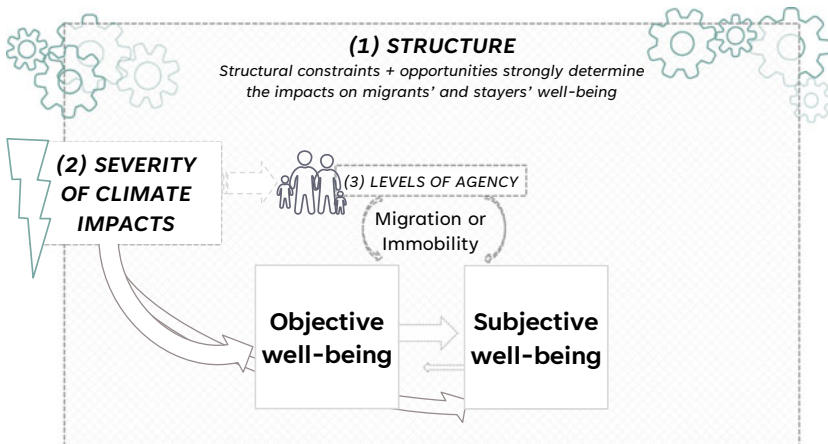 (1) STRUCTURE
Structural constraints + opportunities strongly determine
the impacts on migrants' and stayers' well-being
(2) SEVERITY
OF CLIMATE
IMPACTS
(3) LEVELS OF AGENCY
Migration or
Immobility
Objective
well-being
Subjective
well-being